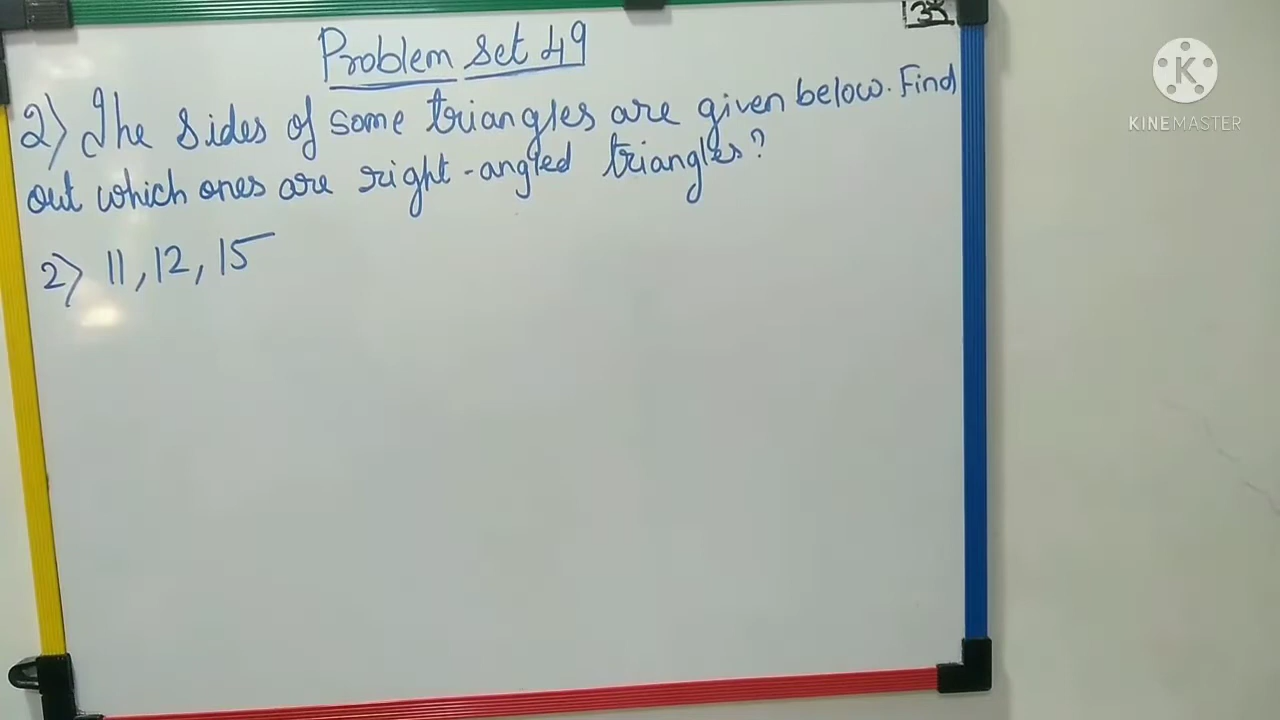 Problem set 49
2) The sides of some triangles are given below. Find
out which ones are right-angled triangles?
2) 11, 12, 15
K
KINEMASTER